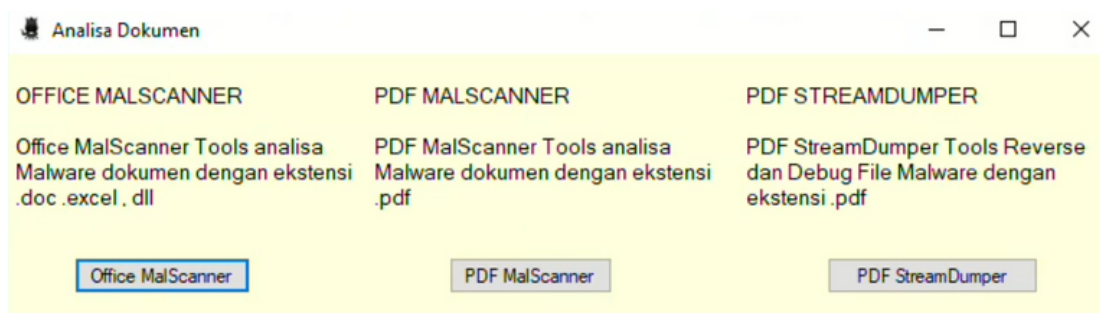 Analisa Dokumen
OFFICE MALSCANNER
Office MalScanner Tools analisa
Malware dokumen dengan ekstensi
.doc .excel , dll
Office MalScanner
PDF MALSCANNER
PDF MalScanner Tools analisa
Malware dokumen dengan ekstensi
.pdf
PDF MalScanner
PDF STREAMDUMPER
PDF StreamDumper Tools Reverse
dan Debug File Malware dengan
ekstensi .pdf
PDF StreamDumper